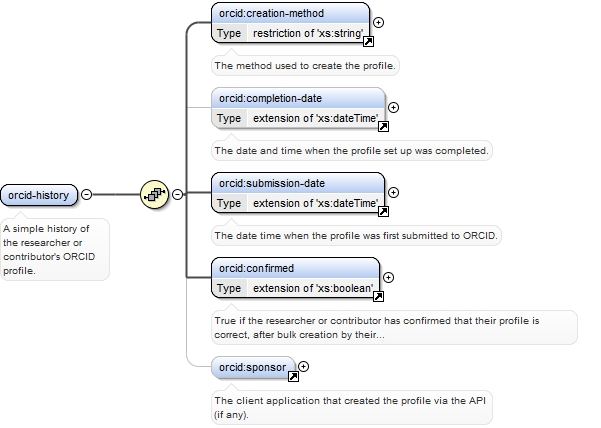 orcid:creation-method
Type restriction of 'xs:string'
The method used to create the profile.
orcid:completion-date
Type extension of 'xs:dateTime'
The date and time when the profile set up was completed.
orcid-history
A simple history of
the researcher or
contributor's ORCID
profile.
orcid:submission-date
Type extension of 'xs:dateTime'
The date time when the profile was first submitted to ORCID.
orcid:confirmed
Type extension of 'xs:boolean'
True if the researcher or contributor has confirmed that their profile is
correct, after bulk creation by their...
orcid:sponsor
The client application that created the profile via the API
(if any).